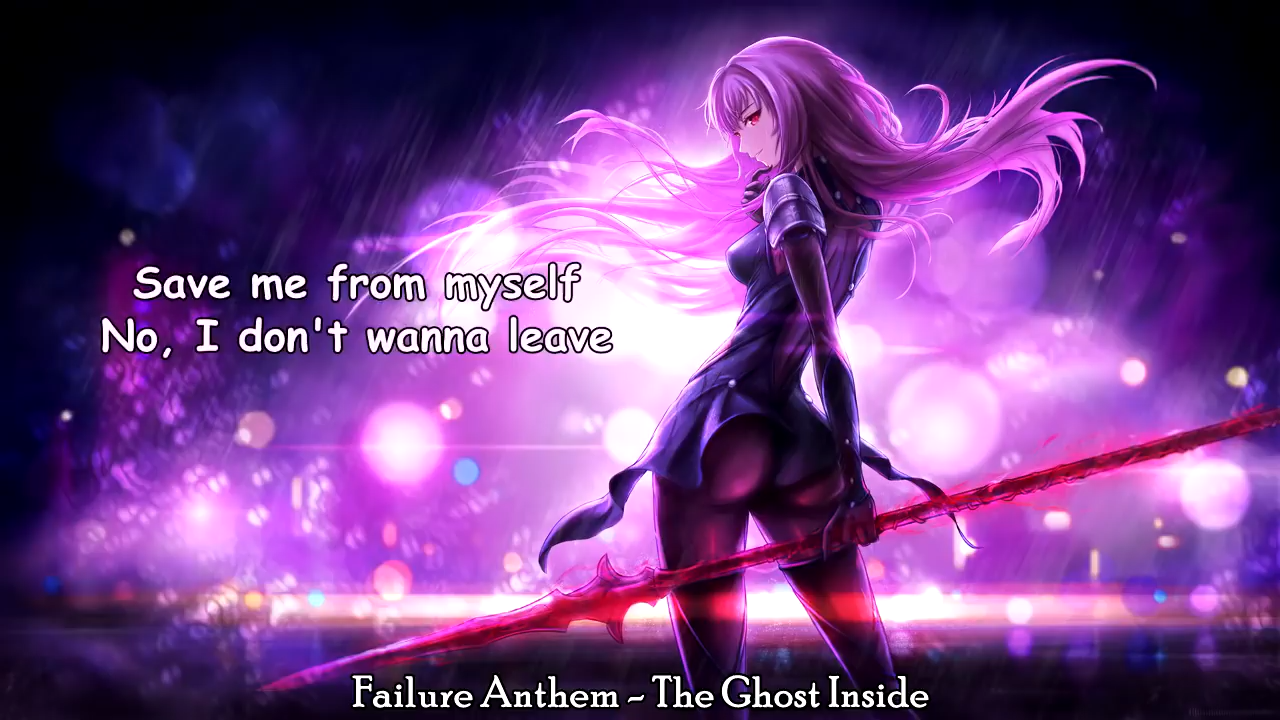 Save me from myself
No, I don't wanna leave
Failure Anthem - The Ghost Inside